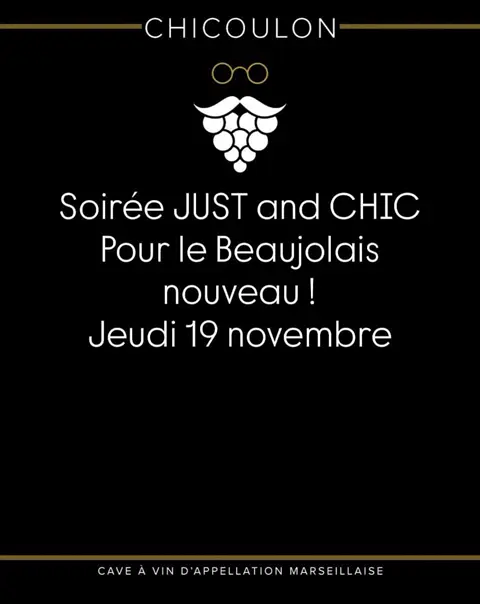 CHICOULON
Soirée JUST and CHIC
Pour le Beaujolais
nouveau !
Jeudi 19 novembre
CAVE À VIN D'APPELLATION MARSEILLAISE